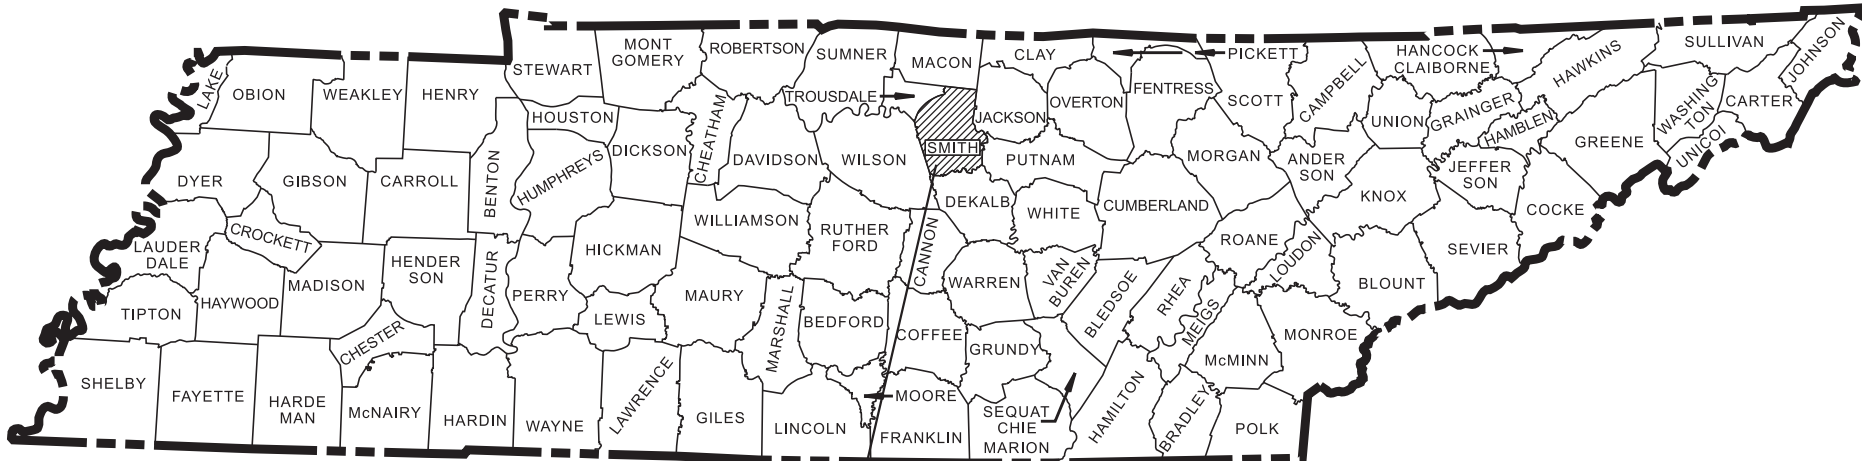 LAKE
OBION
WEAKLEY
HENRY
STEWART
MONT
GOMERY
ROBERTSON
SUMNER
MACON
CLAY
PICKETT
HANCOCK
CLAIBORNE
HAWKINS
SULLIVAN
JOHNSON
TROUSDALE
HOUSTON
CHEATHAM
JACKSON
OVERTON
FENTRESS
SCOTT
CAMPBELL
UNION
GRAINGER
HAMBLEN
WASHING
TON
CARTER
UNICOI
GREENE
DYER
GIBSON
CARROLL
BENTON
HUMPHREYS
DICKSON
DAVIDSON
WILSON
SMITH
PUTNAM
MORGAN
ANDER
SON
KNOX
JEFFER
SON
COCKE
LAUDER
DALE
CROCKETT
HENDER
SON
DECATUR
HICKMAN
WILLIAMSON
RUTHER
FORD
CANNON
DEKALB
WHITE
CUMBERLAND
ROANE
LOUDON
BLOUNT
SEVIER
TIPTON
HAYWOOD
MADISON
CHESTER
PERRY
LEWIS
MAURY
MARSHALL
BEDFORD
COFFEE
WARREN
VAN
BUREN
BLEDSOE
RHEA
MEIGS
McMINN
MONROE
SHELBY
FAYETTE
HARDE
MAN
McNAIRY
HARDIN
WAYNE
LAWRENCE
GILES
LINCOLN
MOORE
FRANKLIN
GRUNDY
SEQUAT
CHIE
MARION
HAMILTON
BRADLEY
POLK